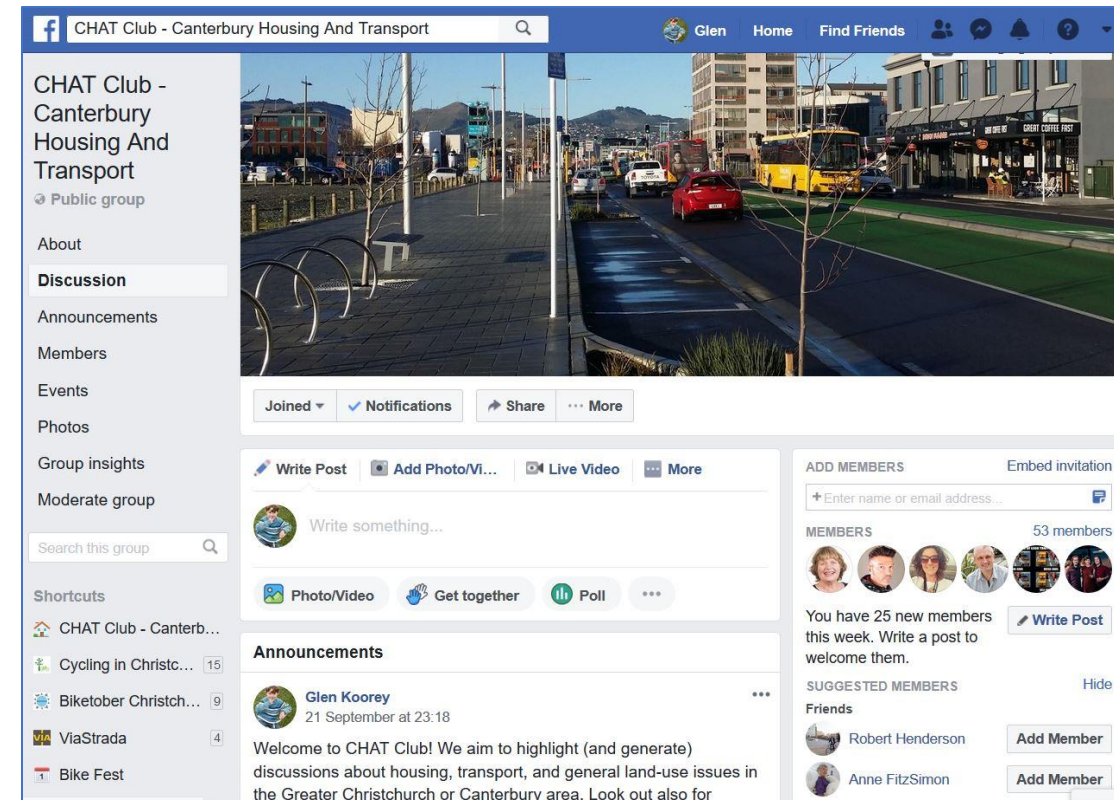 CHAT Club - Canterbury Housing And Transport
Glen
Home
Find Friends
CHAT Club -
Canterbury
Housing And
Transport
Public group
About
Discussion
Announcements
Members
Events
Photos
Group insights
Moderate group
Search this group
Shortcuts
CHAT Club - Canterb...
Cycling in Christc... 15
Biketober Christch... 9
ViaStrada 4
Bike Fest
GREAT COFFEE FAST
TOYOTA
Joined
Notifications
Share
More
Write Post
Add Photo/Vi...
Live Video
More
Write something...
Photo/Video
Get together
Poll
Announcements
Glen Koorey
21 September at 23:18
Welcome to CHAT Club! We aim to highlight (and generate)
discussions about housing, transport, and general land-use issues in
the Greater Christchurch or Canterbury area. Look out also for
ADD MEMBERS
Embed invitation
+ Enter name or email address...
MEMBERS
53 members
You have 25 new members
this week. Write a post to
welcome them.
Write Post
SUGGESTED MEMBERS
Hide
Friends
Robert Henderson
Add Member
Anne FitzSimon
Add Member